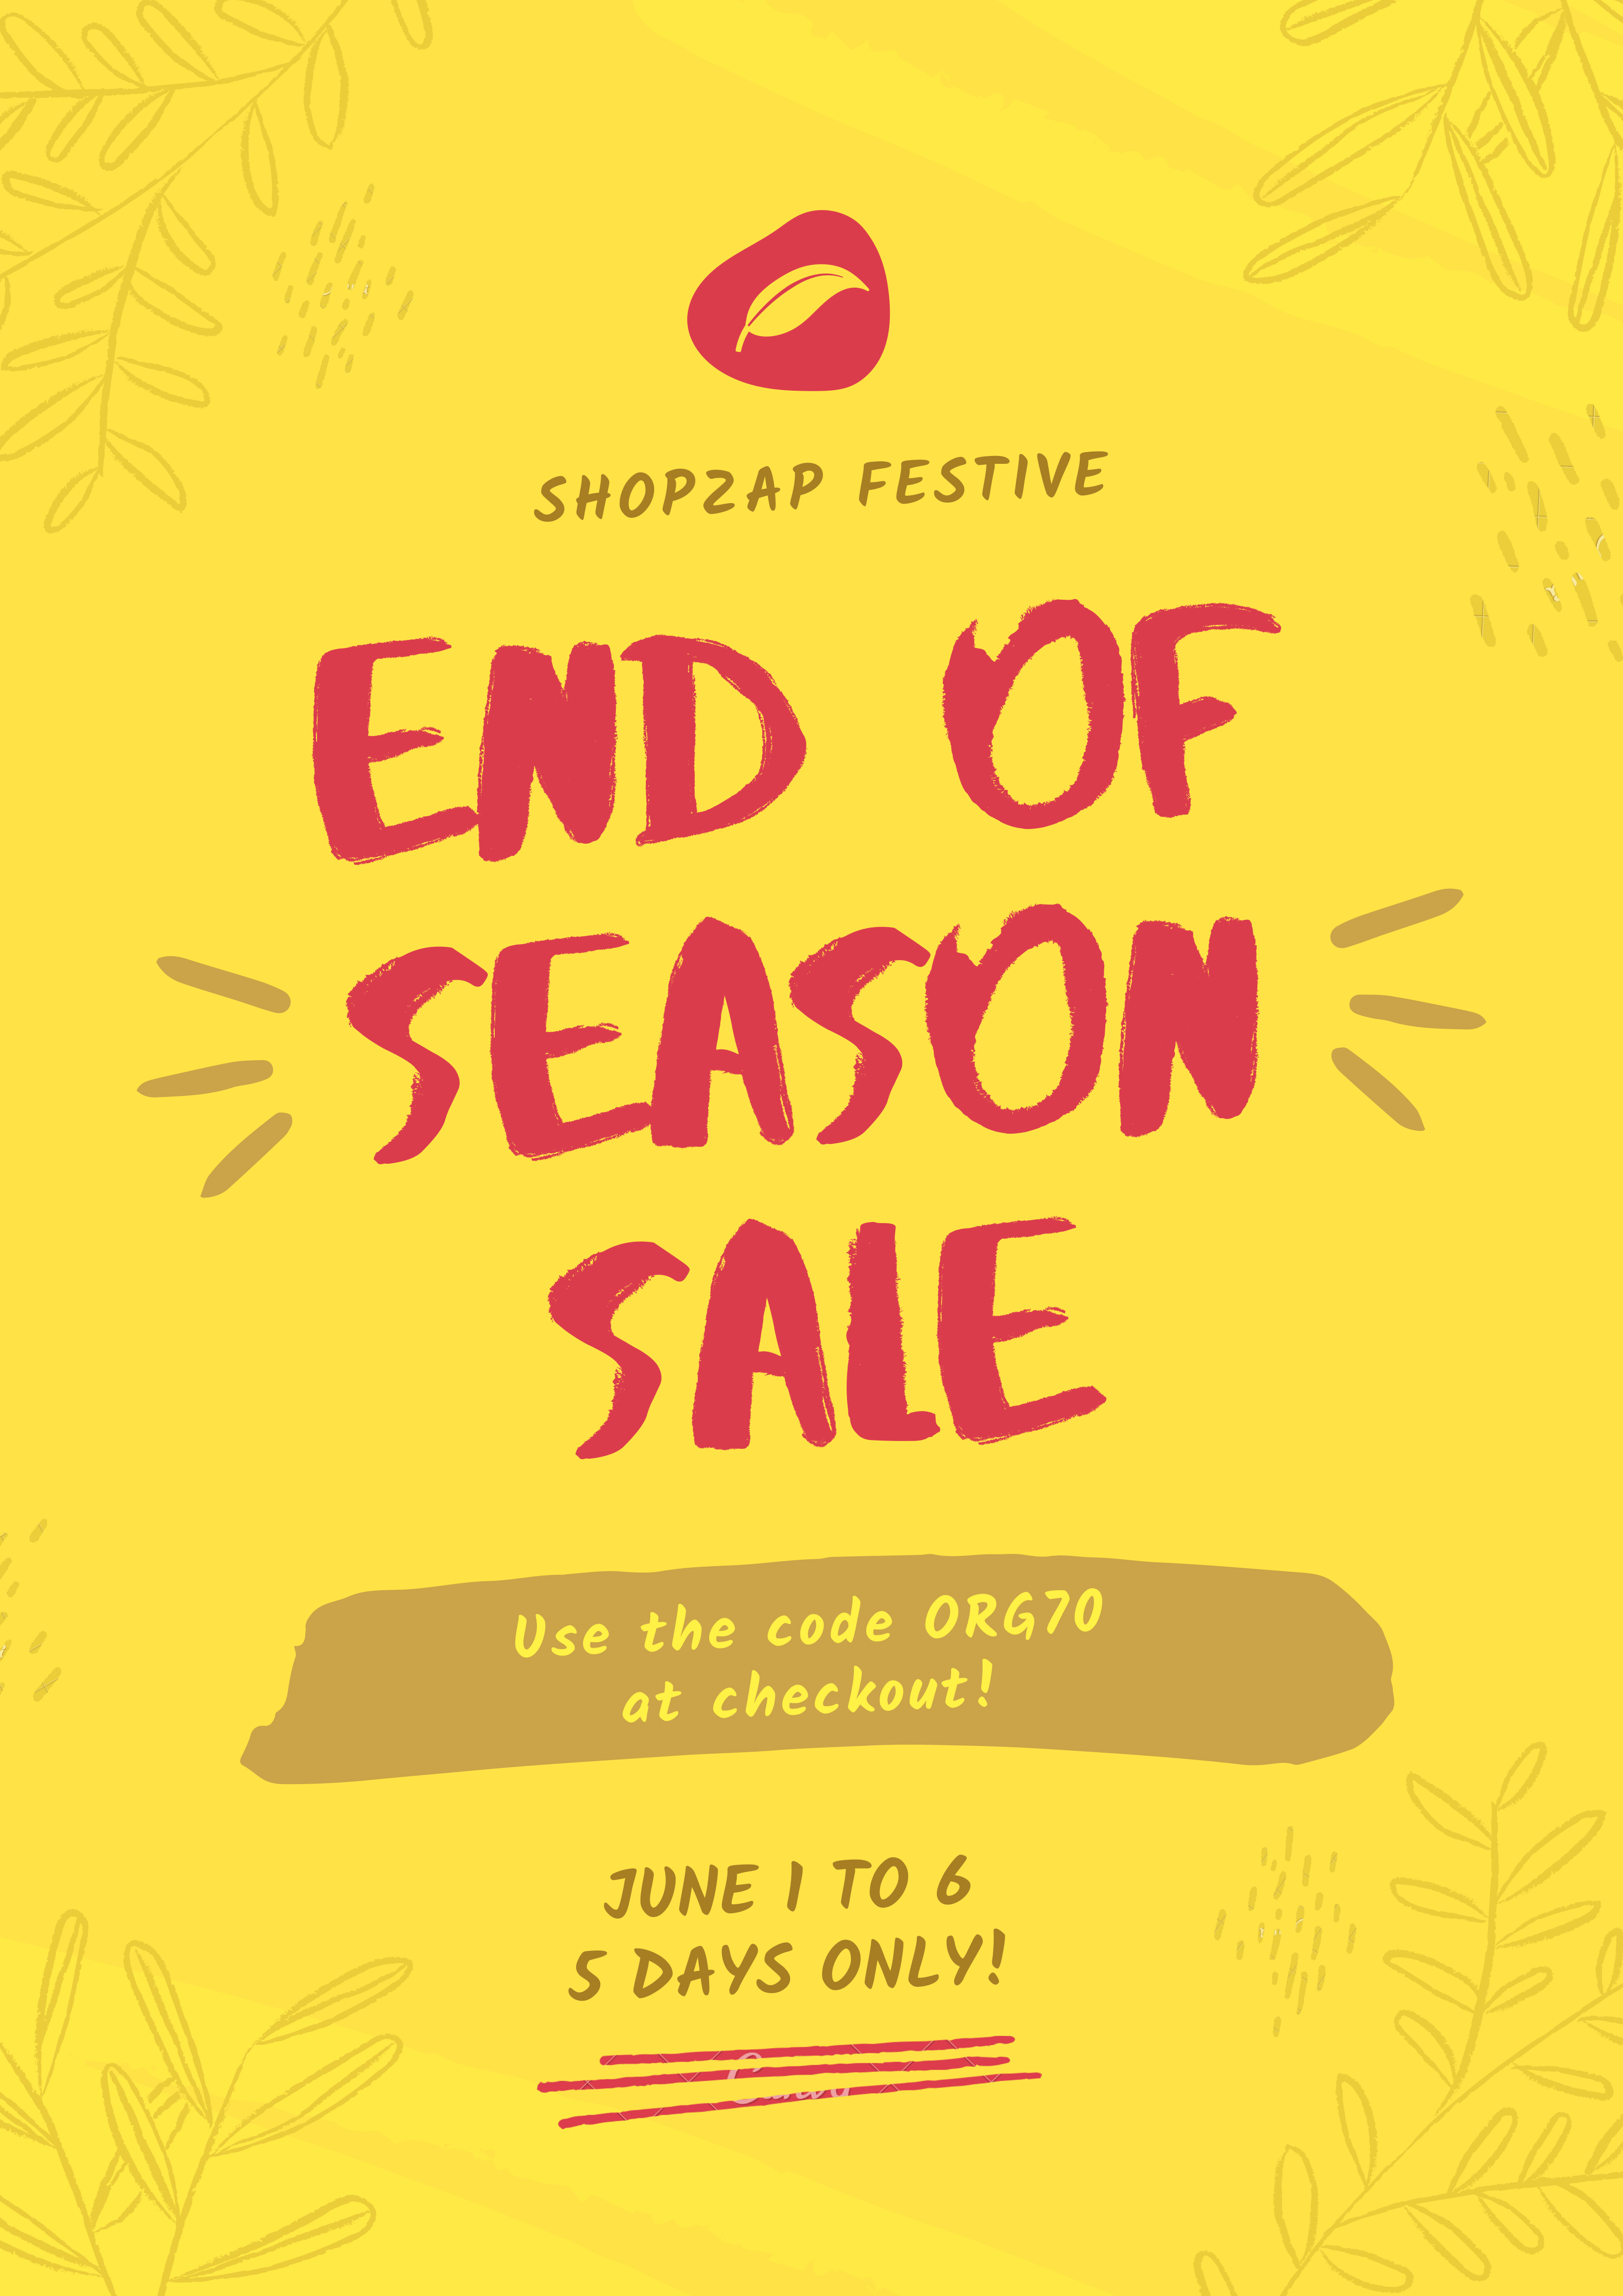 SHOPZAP FESTIVE
END OF
SEASON
SALE
Use the code ORG70
at checkout!
JUNE 1 TO 6
5 DAYS ONLY!
Canva